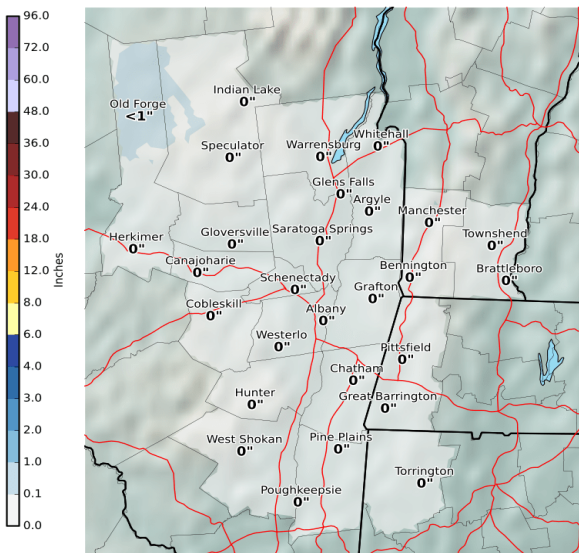 96.0
72.0
60.0
48.0
36.0
30.0
24.0
18.0
12.0
8.0
6.0
4.0
3.0
2.0
1.0
0.1
0.0
Inches
Indian Lake
0"
Old Forge
<1"
Whitehall
0"
Speculator
0"
Warrensburg
0"
Glens Falls
0"
Argyle
0"
Manchester
0"
Herkimer
0"
Gloversville
0"
Saratoga Springs
0"
Townshend
0"
Canajoharie
0"
Schenectady
0"
Bennington
0"
Brattleboro
0"
Grafton
0"
Cobleskill
0"
Albany
0"
Westerlo
0"
Pittsfield
0"
Chatham
0"
Hunter
0"
Great Barrington
0"
West Shokan
0"
Pine Plains
0"
Torrington
0"
Poughkeepsie
0"